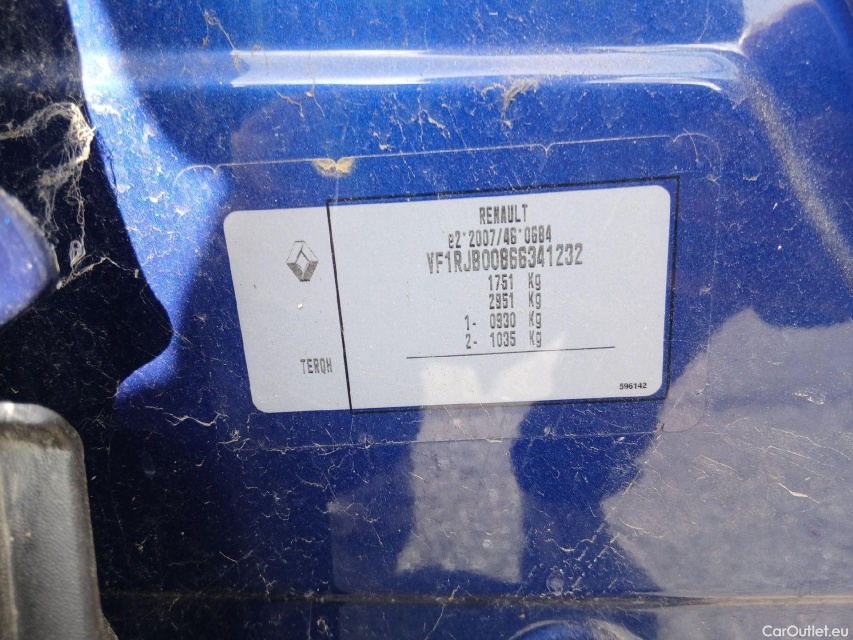 RENAULT
e2*2007/46*0684
VF1RJB00866341232
1751 Kg
2951 Kg
1- 0930 Kg
2- 1035 Kg
TERQH
596142
CarOutlet.eu